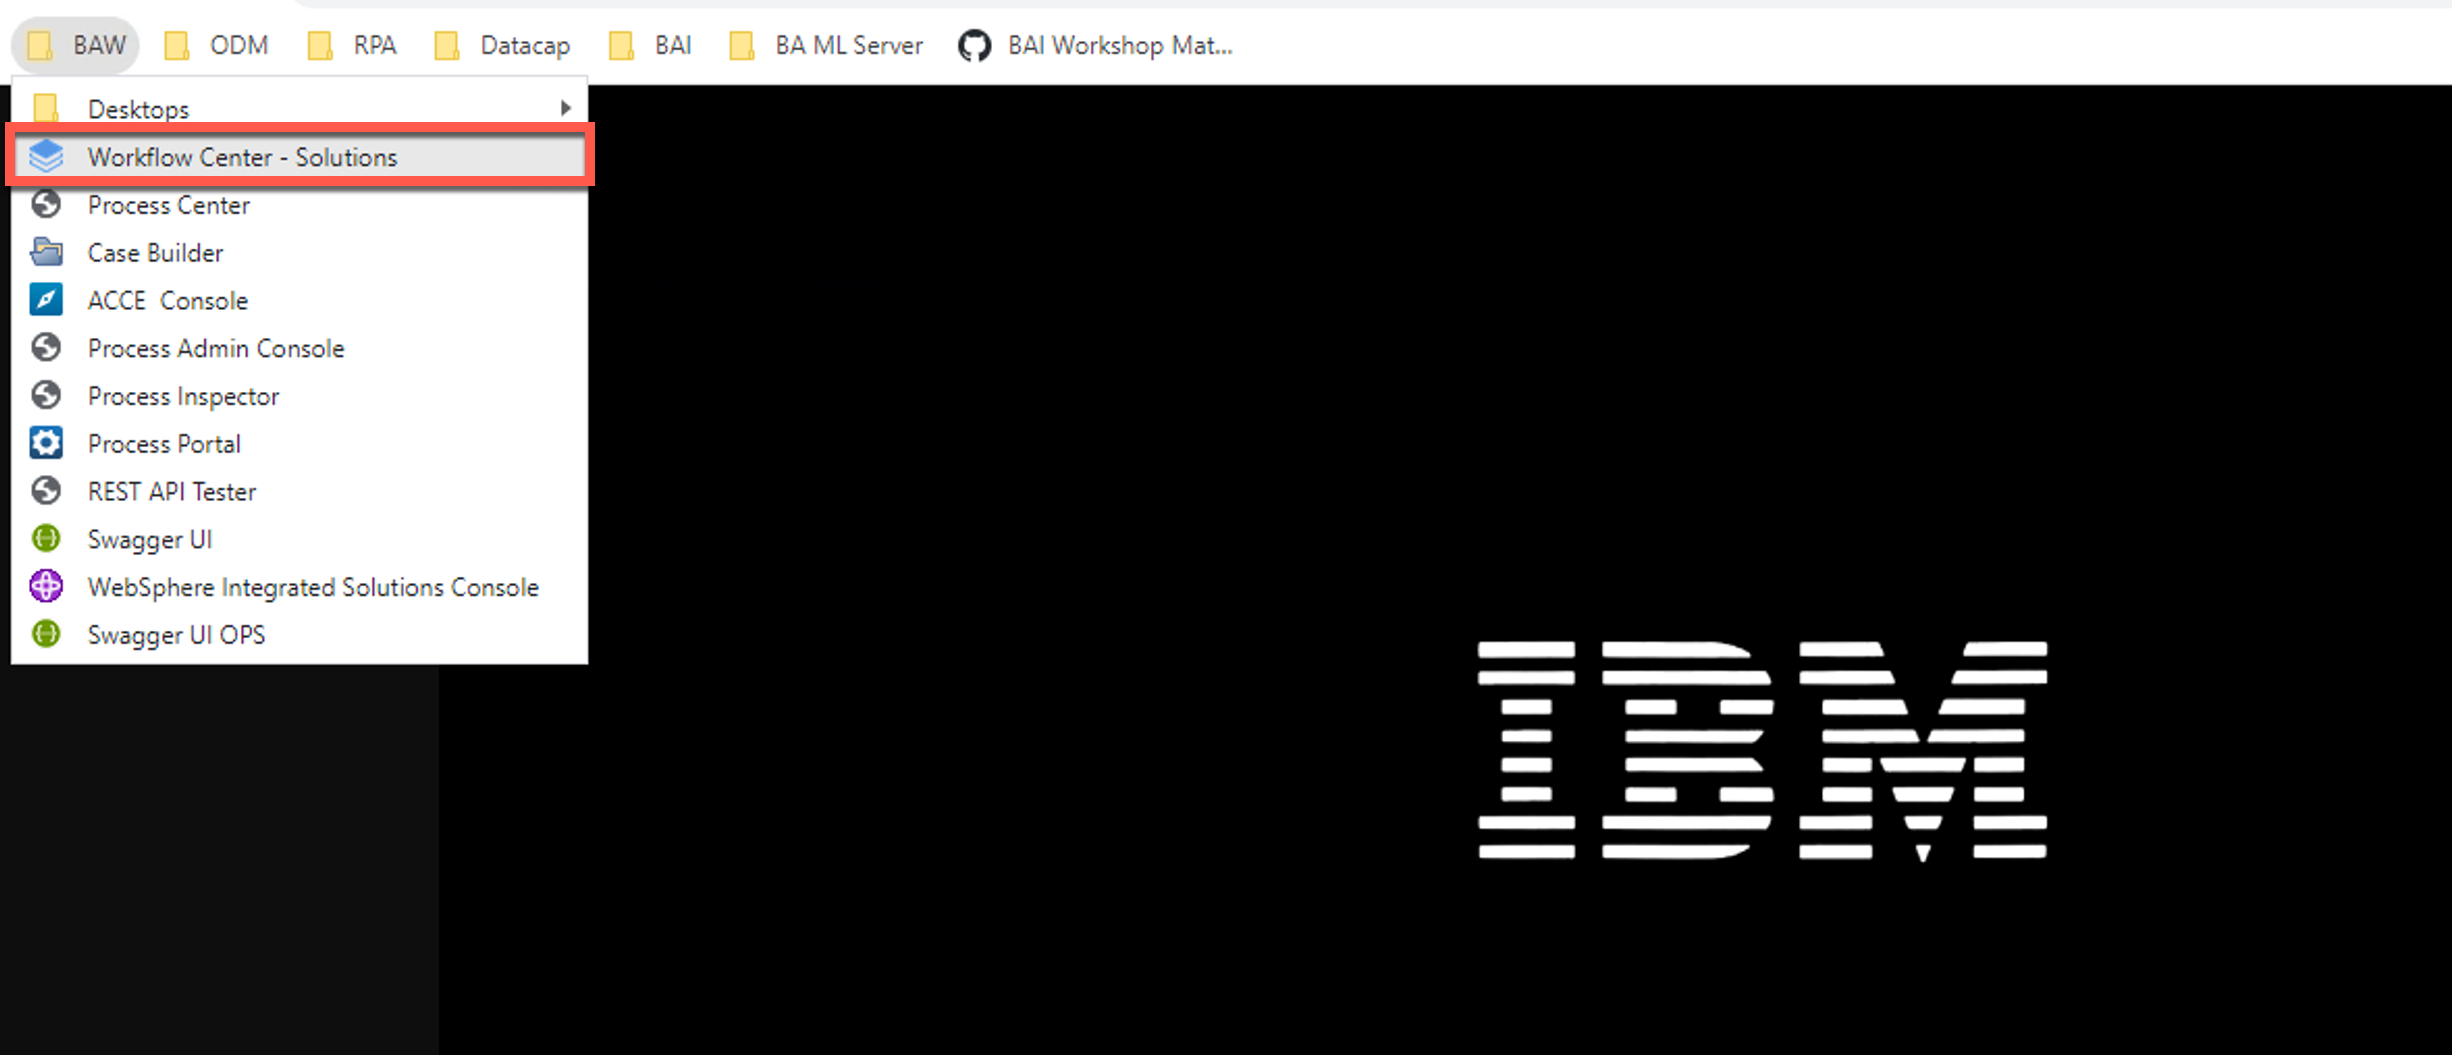 BAW ODM RPA Datacap BAI BA ML Server BAI Workshop Mat...
Desktops
Workflow Center - Solutions
Process Center
Case Builder
ACCE  Console
Process Admin Console
Process Inspector
Process Portal
REST API Tester
Swagger UI
WebSphere Integrated Solutions Console
Swagger UI OPS
IBM